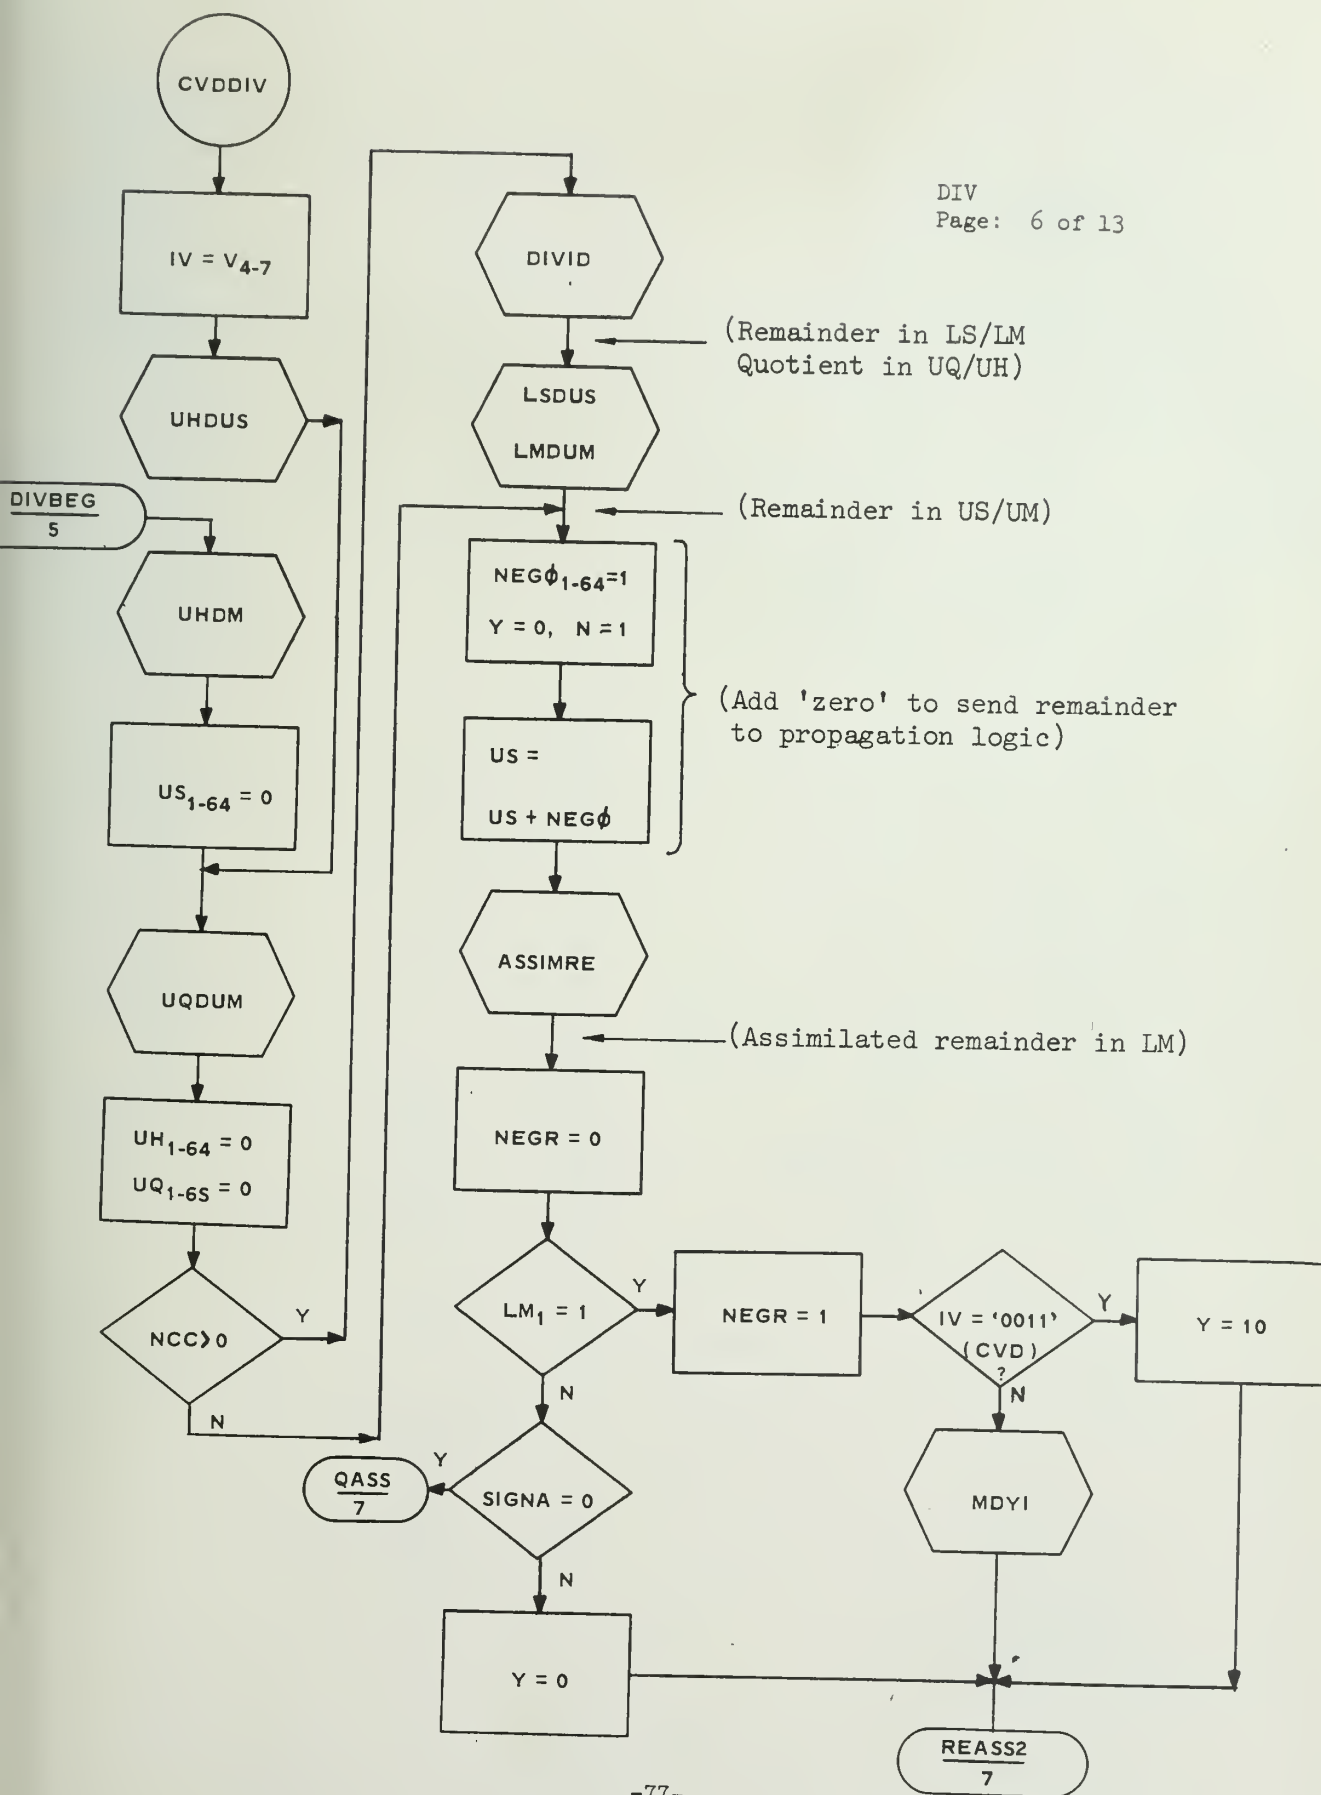 CVDDIV
IV = V4-7
UHDUS
DIVBEG
5
UHDM
US1-64 = 0
UQDUM
UH1-64 = 0
UQ1-6S = 0
NCC>0
Y
N
DIV
Page: 6 of 13
DIVID
(Remainder in LS/LM
Quotient in UQ/UH)
LSDUS
LMDUM
(Remainder in US/UM)
NEGϕ1-64=1
Y = 0, N = 1
(Add 'zero' to send remainder
to propagation logic)
US =
US + NEGϕ
ASSIMRE
(Assimilated remainder in LM)
NEGR = 0
LM1 = 1
Y
N
NEGR = 1
IV = '0011'
(CVD)
?
Y
N
Y = 10
MDYI
SIGNA = 0
Y
N
QASS
7
Y = 0
REASS2
7
-77-